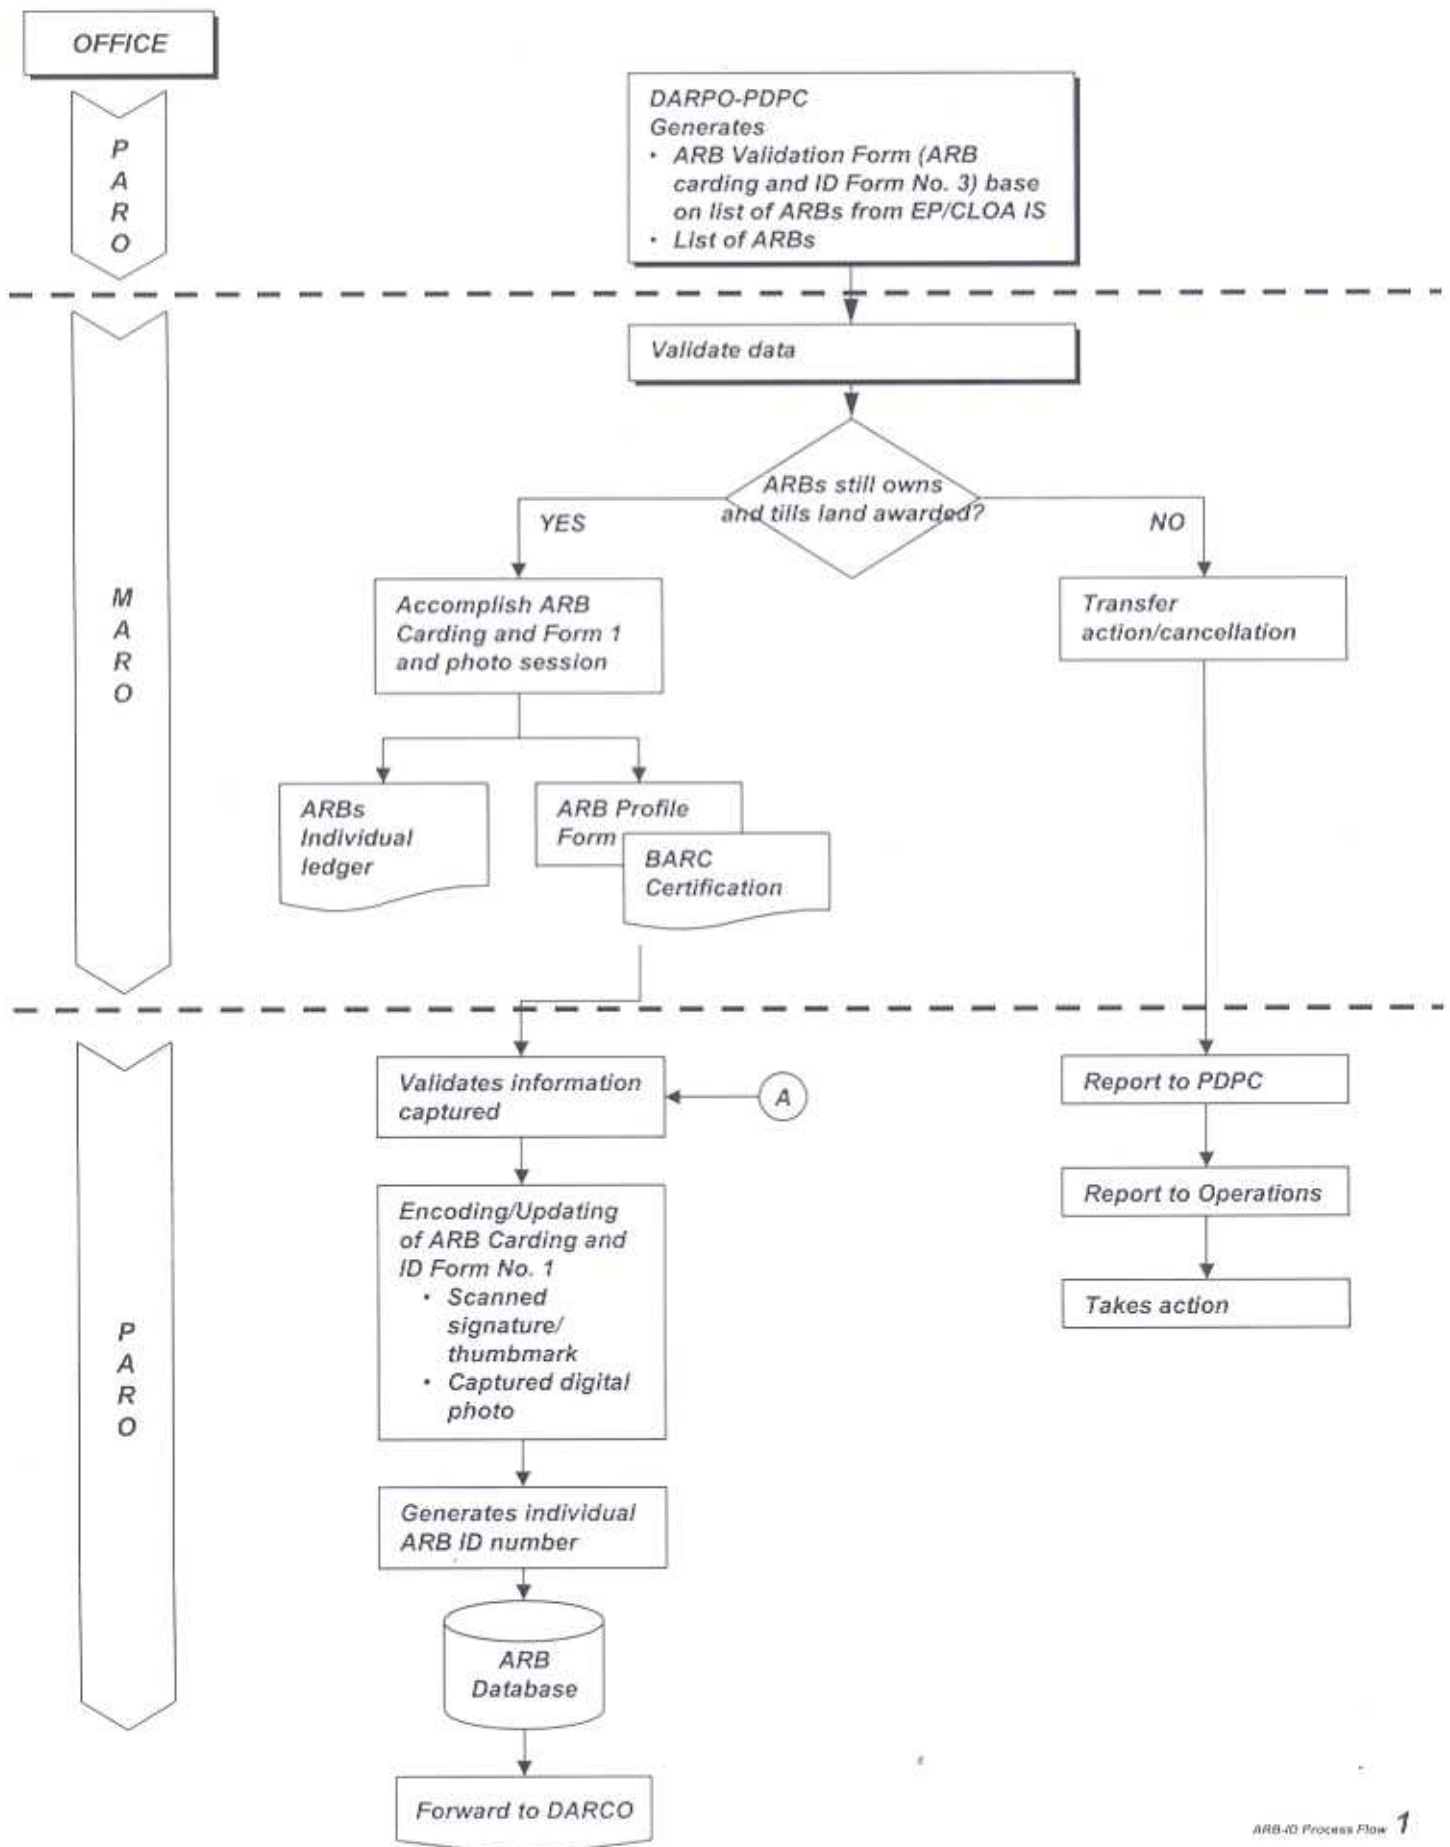 OFFICE
P
A
R
O
DARPO-PDPC
Generates
• ARB Validation Form (ARB
carding and ID Form No. 3) base
on list of ARBs from EP/CLOA IS
• List of ARBs
Validate data
ARBs still owns
and tills land awarded?
YES
NO
M
A
R
O
Accomplish ARB
Carding and Form 1
and photo session
Transfer
action/cancellation
ARBs
Individual
ledger
ARB Profile
Form
BARC
Certification
P
A
R
O
Validates information
captured
A
Report to PDPC
Encoding/Updating
of ARB Carding and
ID Form No. 1
• Scanned
signature/
thumbmark
• Captured digital
photo
Report to Operations
Takes action
Generates individual
ARB ID number
ARB
Database
Forward to DARCO
ARB-ID Process Flow 1